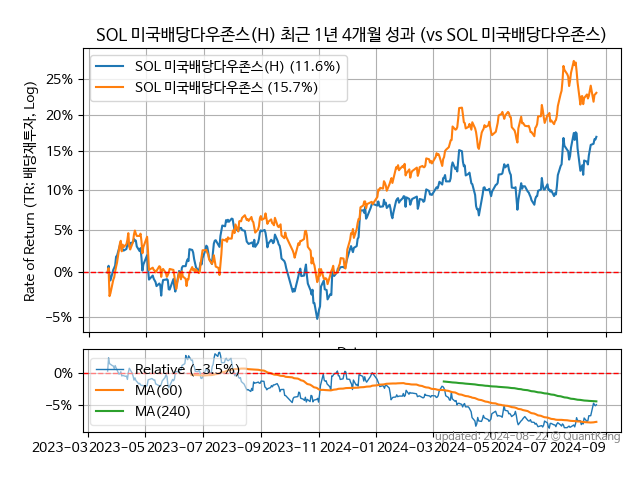 SOL 미국배당다우존스(H) 최근 1년 4개월 성과 (vs SOL 미국배당다우존스)
SOL 미국배당다우존스(H) (11.6%)
SOL 미국배당다우존스 (15.7%)
Rate of Return (TR: 배당재투자, Log)
25%
20%
15%
10%
5%
0%
−5%
Relative (−3.5%)
MA(60)
MA(240)
0%
−5%
updated: 2024-08-22 © QuantKang
2023−03 2023−05 2023−07 2023−09 2023−11 2024−01 2024−03 2024−05 2024−07 2024−09